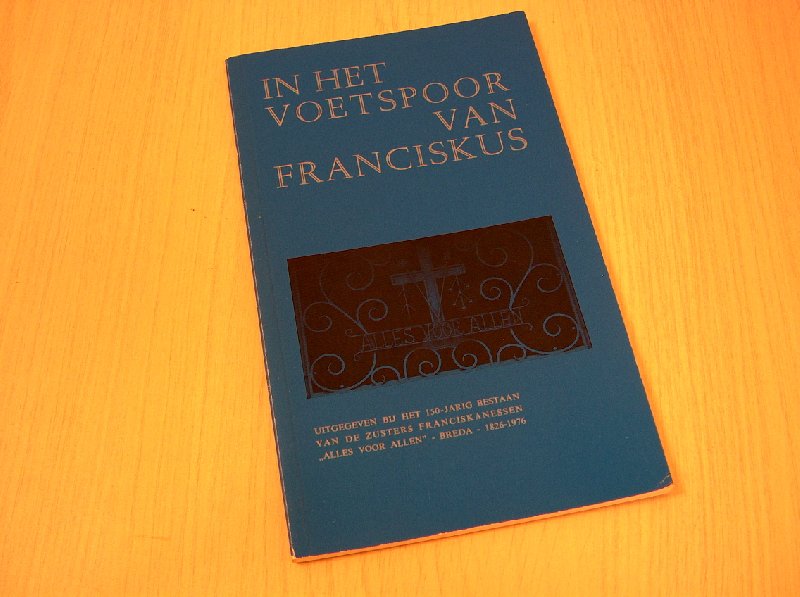 IN HET
VOETSPOOR
VAN
FRANCISKUS
ALLES VOOR ALLEN
UITGEGEVEN BIJ HET 150-JARIG BESTAAN
VAN DE ZUSTERS FRANCISKANESSEN
„ALLES VOOR ALLEN" - BREDA - 1826-1976